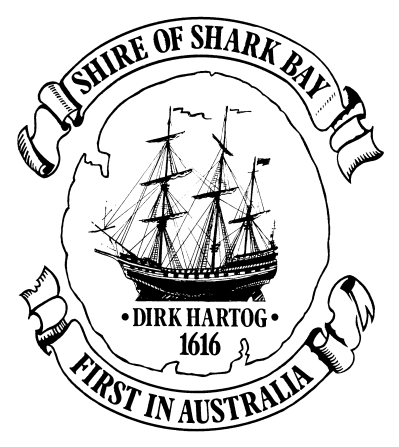 SHIRE OF SHARK BAY
• DIRK HARTOG •
1616
FIRST IN AUSTRALIA